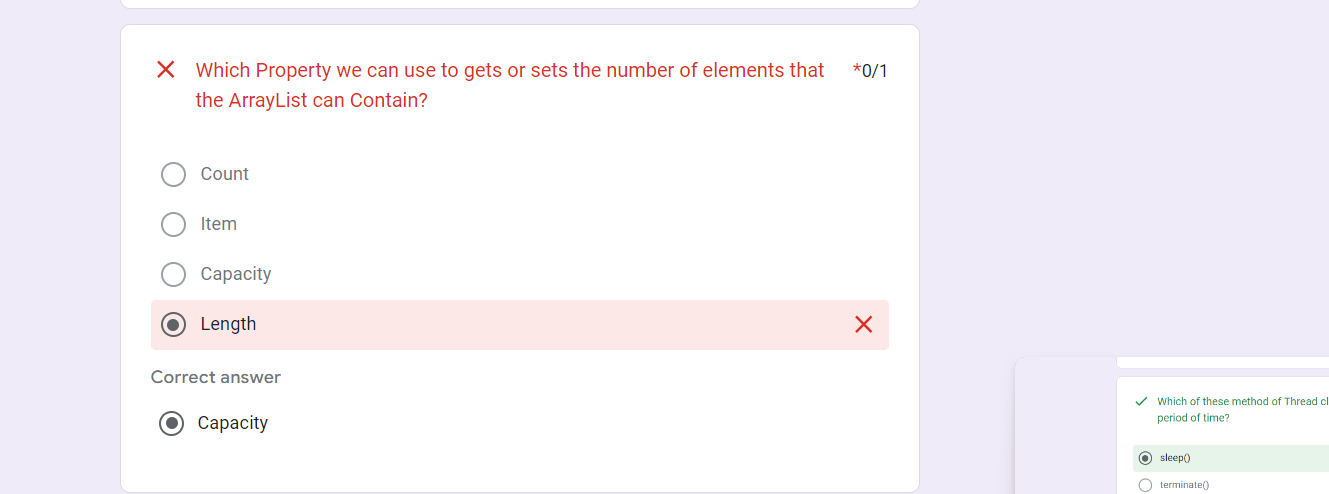 Which Property we can use to gets or sets the number of elements that *0/1
the ArrayList can Contain?
Count
Item
Capacity
Length
Correct answer
Capacity
Which of these method of Thread
period of time?
sleep()
terminate()